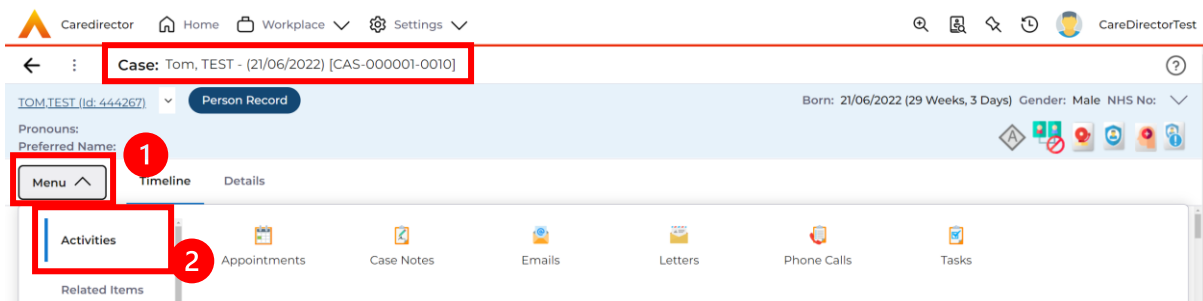 Caredirector Home Workplace Settings CareDirectorTest
Case: Tom, TEST - (21/06/2022) [CAS-000001-0010]
TOM,TEST (Id: 444267) Person Record Born: 21/06/2022 (29 Weeks, 3 Days) Gender: Male NHS No:
Pronouns:
Preferred Name:
1
Menu Timeline Details
Activities
2
Appointments Case Notes Emails Letters Phone Calls Tasks
Related Items